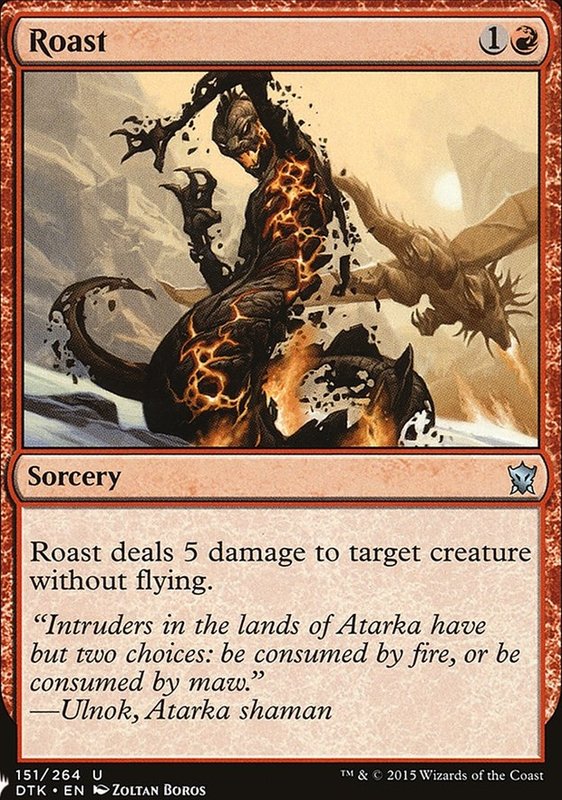 Roast 1
Sorcery
Roast deals 5 damage to target creature
without flying.
“Intruders in the lands of Atarka have
but two choices: be consumed by fire, or be
consumed by maw.”
—Ulnok, Atarka shaman
151/264 U
DTK • EN Zoltan Boros
™ & © 2015 Wizards of the Coast